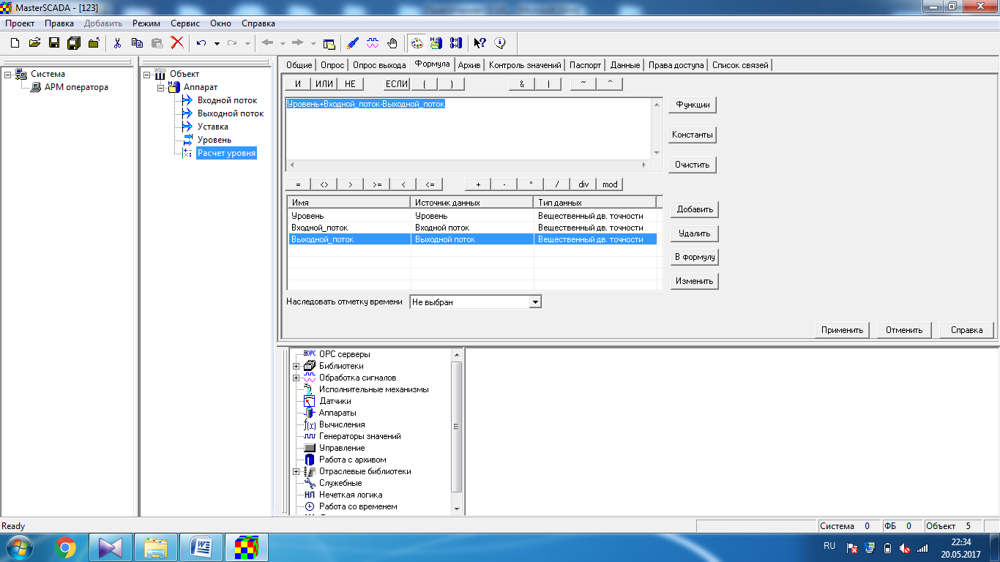 MasterSCADA - [123]
Проект Правка Добавить Режим Сервис Окно Справка
Система
АРМ оператора
Объект
Аппарат
Входной поток
Выходной поток
Уставка
Уровень
Расчет уровня
Общие Опрос Опрос выхода Формула Архив Контроль значений Паспорт Данные Права доступа Список связей
И ИЛИ НЕ ЕСЛИ ( ) & | ~ ^
Уровень+Входной_поток-Выходной_поток
Функции
Константы
Очистить
= <> > >= < <= + - * / div mod
Имя Источник данных Тип данных
Уровень Уровень Вещественный дв. точности
Входной_поток Входной поток Вещественный дв. точности
Выходной_поток Выходной поток Вещественный дв. точности
Добавить
Удалить
В формулу
Изменить
Наследовать отметку времени Не выбран
Применить Отменить Справка
OPC OPC серверы
Библиотеки
Обработка сигналов
Исполнительные механизмы
Датчики
Аппараты
f(x) Вычисления
Генераторы значений
Управление
Работа с архивом
Отраслевые библиотеки
Служебные
НЛ Нечеткая логика
Работа со временем
Ready Система 0 ФБ 0 Объект 5
RU 22:34
20.05.2017